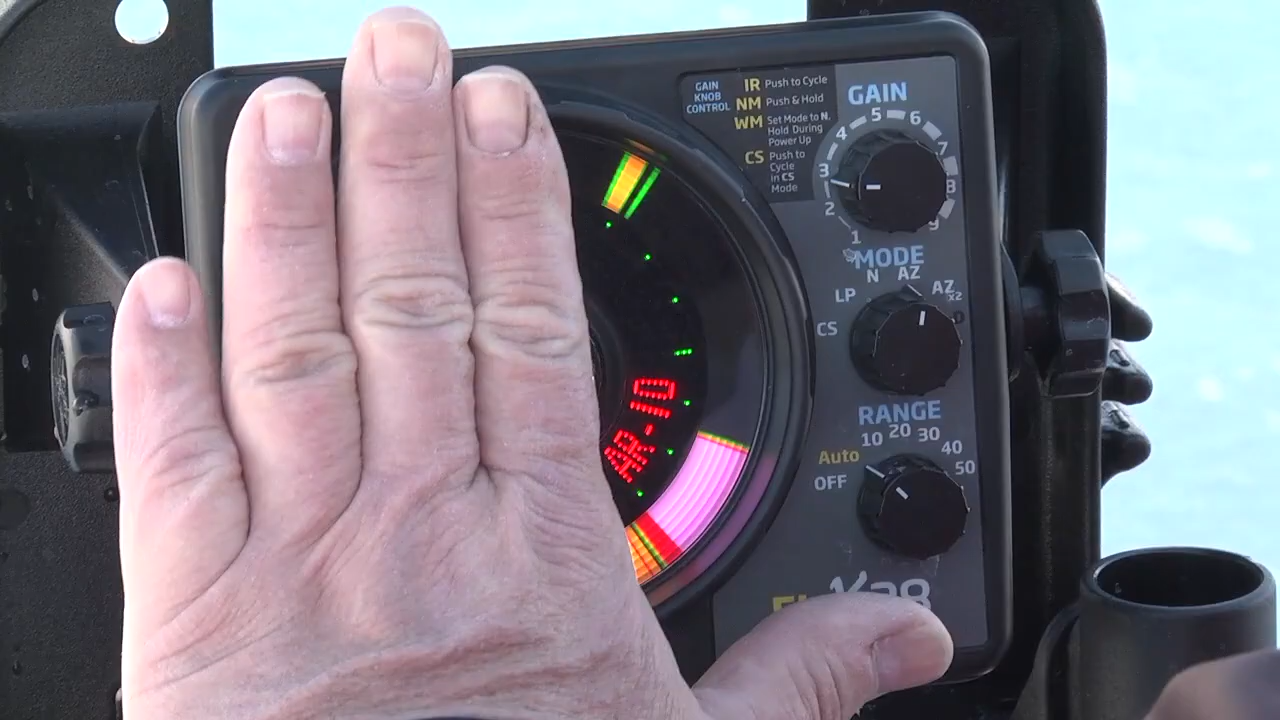 GAIN
KNOB
CONTROL
IR Push to Cycle
NM Push & Hold
WM Set Mode to N.
Hold During
Power Up
CS Push to
Cycle
in CS
Mode
GAIN
1 2 3 4 5 6 7 8 9
MODE
CS LP N AZ AZ x2
RANGE
OFF Auto 10 20 30 40 50
AR-10